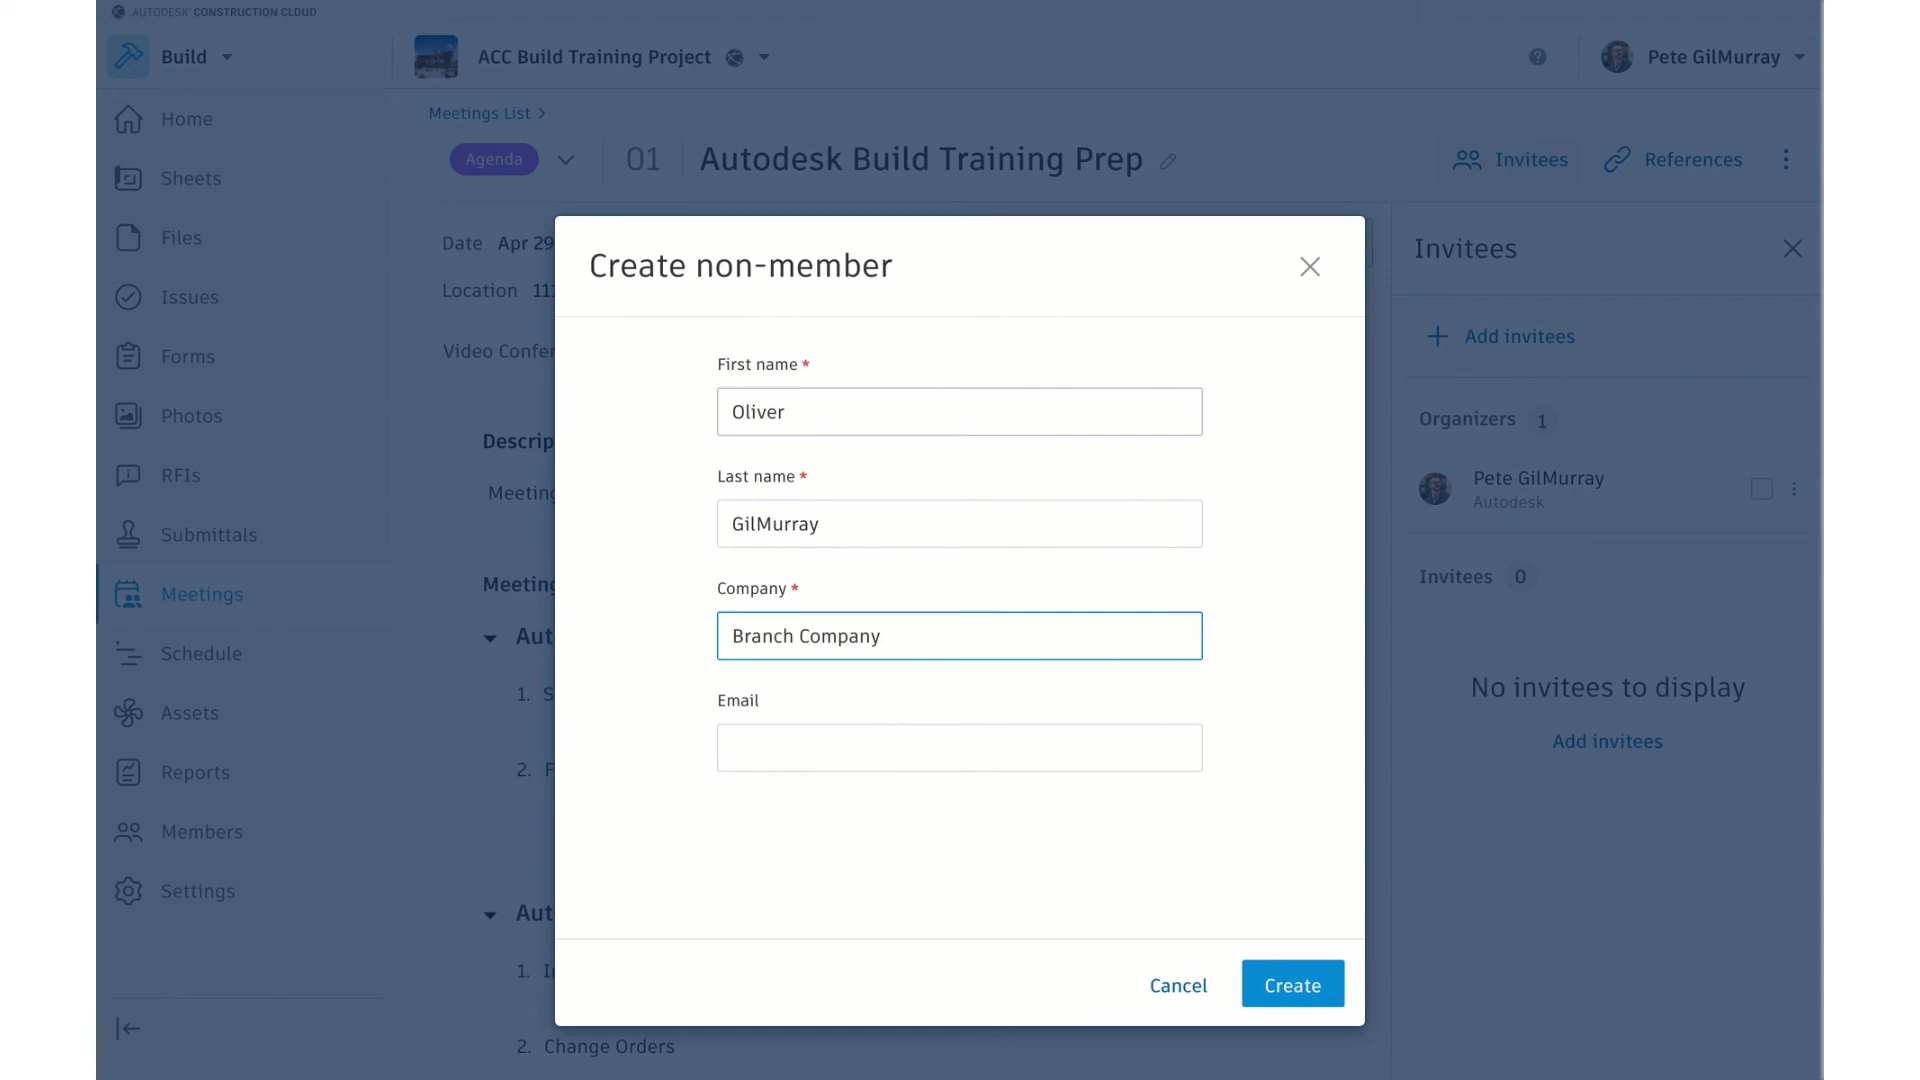 AUTODESK CONSTRUCTION CLOUD
Build
ACC Build Training Project
Pete GilMurray
Home
Sheets
Files
Issues
Forms
Photos
RFIs
Submittals
Meetings
Schedule
Assets
Reports
Members
Settings
Meetings List >
Agenda
01
Autodesk Build Training Prep
Invitees
References
Date Apr 29
Location 111
Video Confer
Descrip
Meeting
Meeting
Aut
1. S
2. F
Aut
1. I
2. Change Orders
Create non-member
First name *
Oliver
Last name *
GilMurray
Company *
Branch Company
Email
Cancel
Create
Invitees
Add invitees
Organizers 1
Pete GilMurray
Autodesk
Invitees 0
No invitees to display
Add invitees